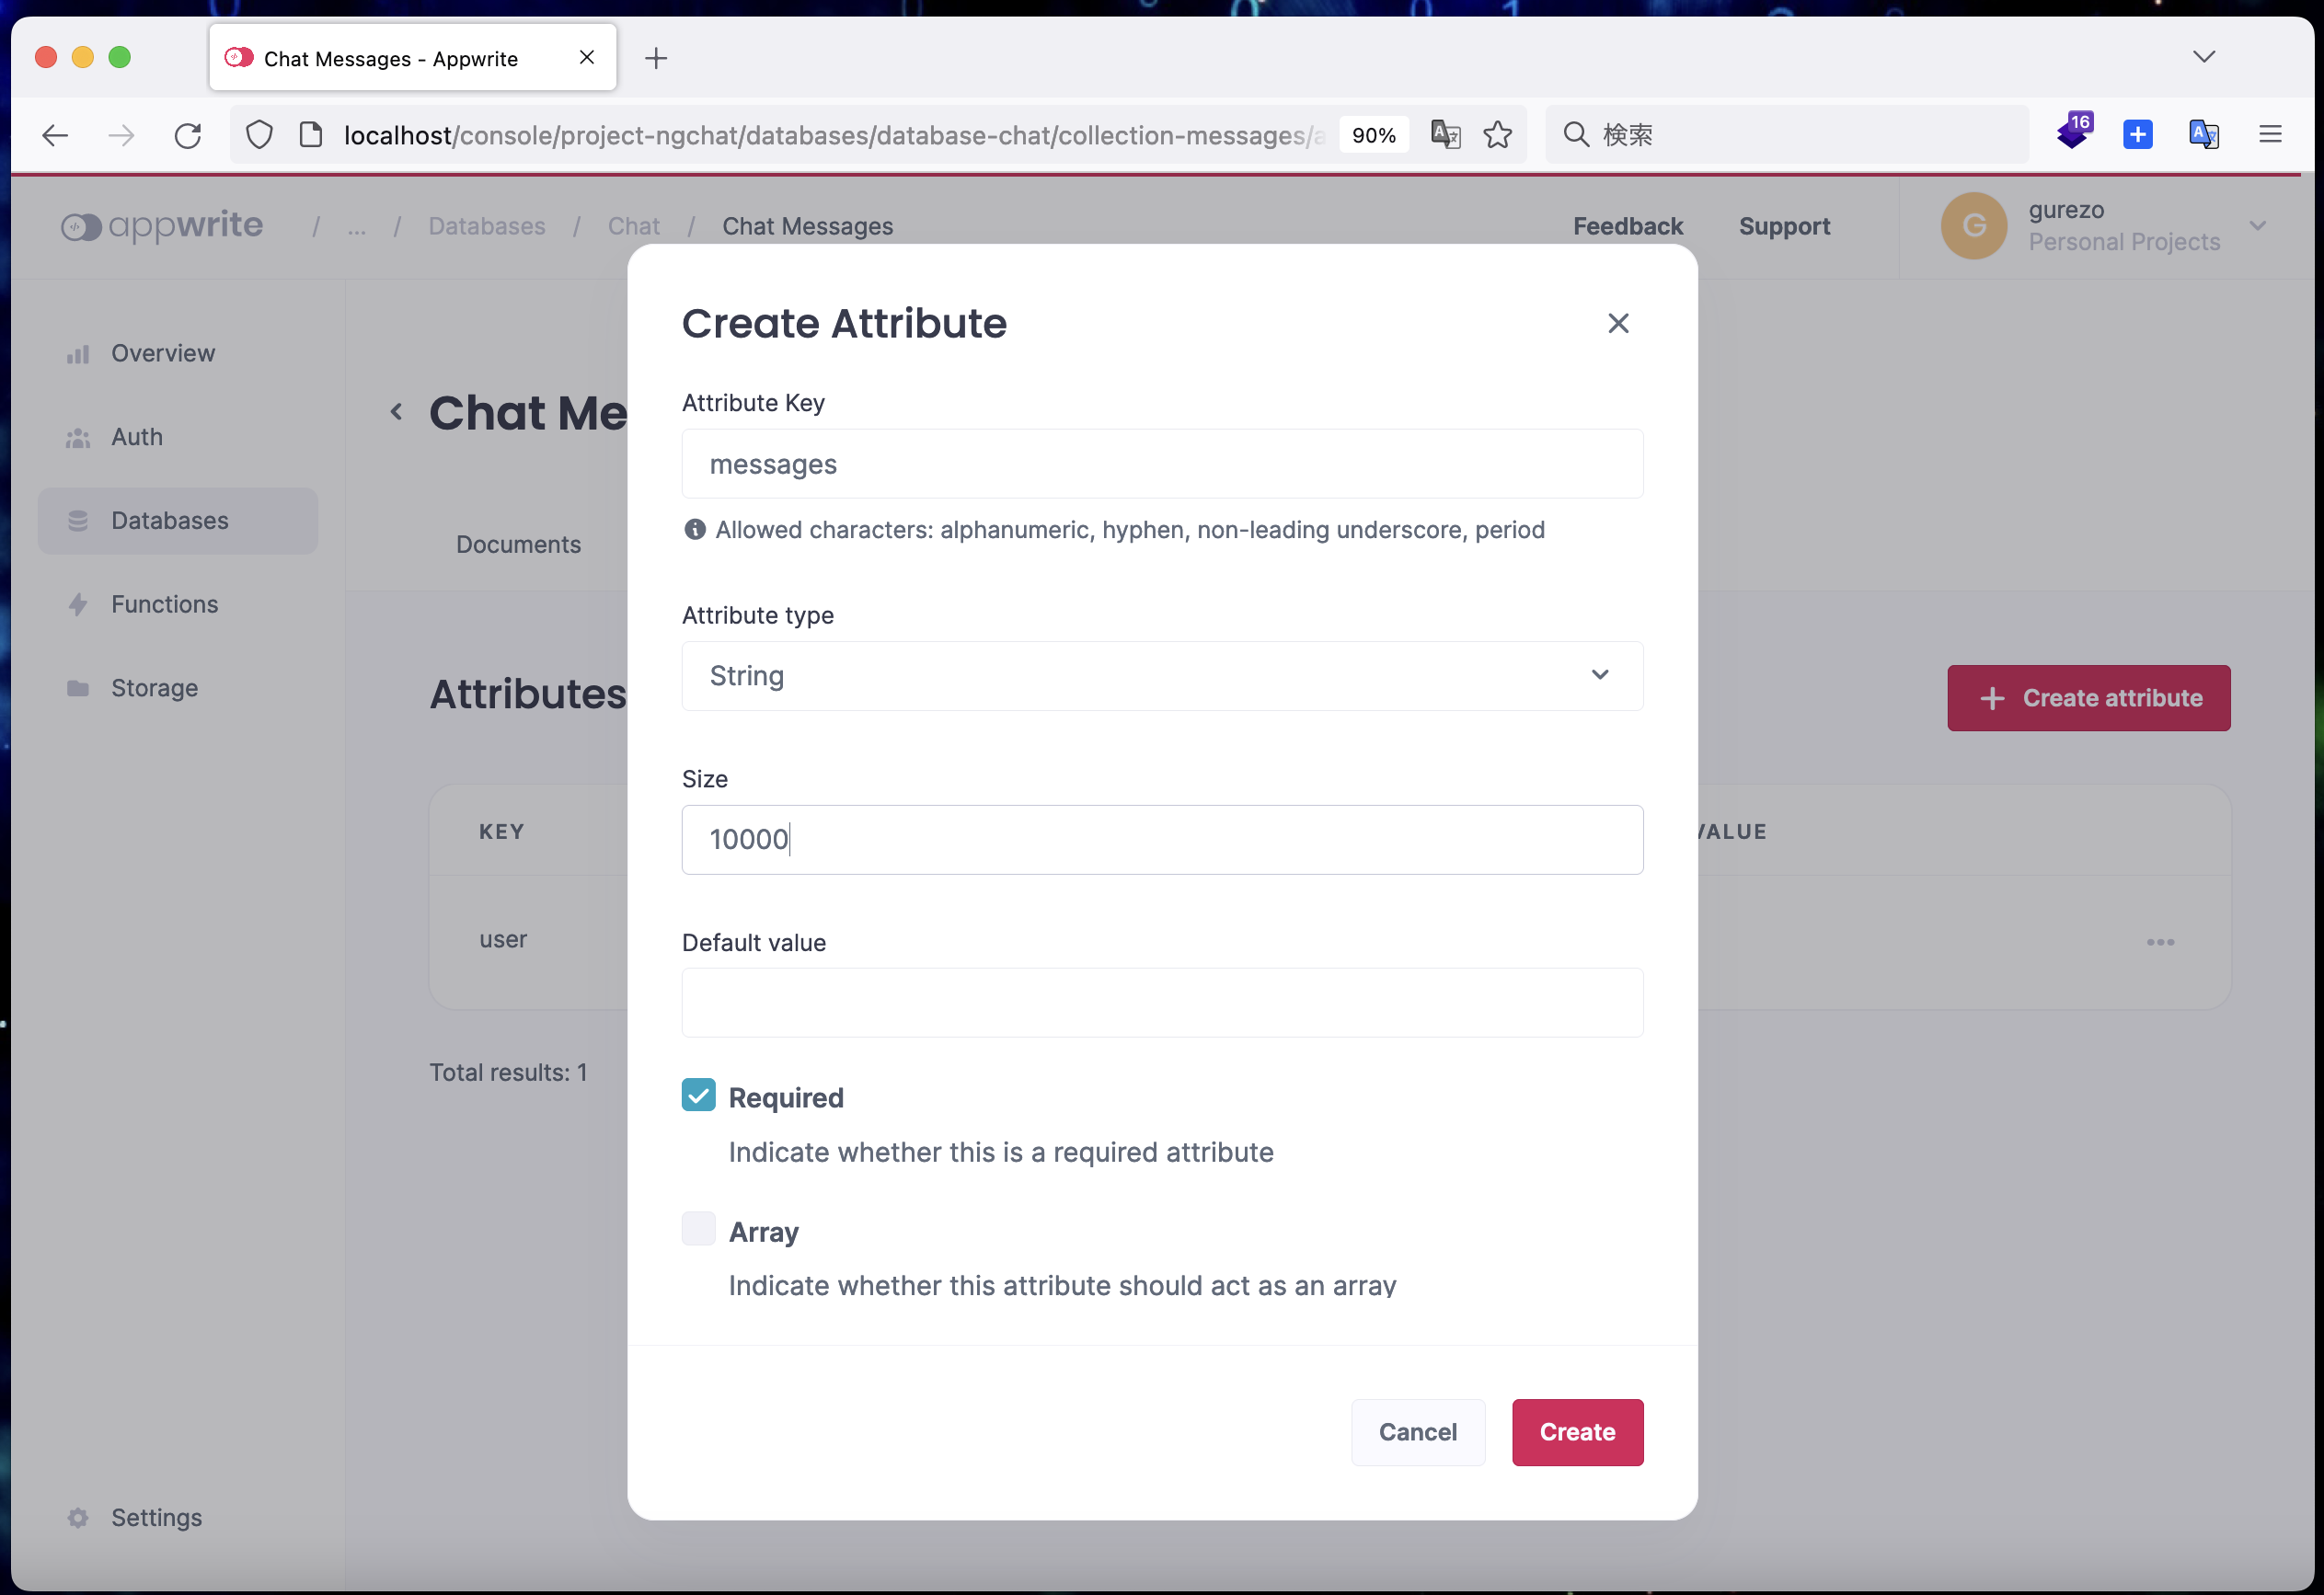 Chat Messages - Appwrite
localhost/console/project-ngchat/databases/database-chat/collection-messages/a
90%
検索
16
appwrite / ... / Databases / Chat / Chat Messages
Feedback
Support
G
gurezo
Personal Projects
Overview
Auth
Databases
Functions
Storage
Settings
Chat Me
Documents
Attributes
Create attribute
KEY
VALUE
user
Total results: 1
Create Attribute
Attribute Key
messages
Allowed characters: alphanumeric, hyphen, non-leading underscore, period
Attribute type
String
Size
10000
Default value
Required
Indicate whether this is a required attribute
Array
Indicate whether this attribute should act as an array
Cancel
Create